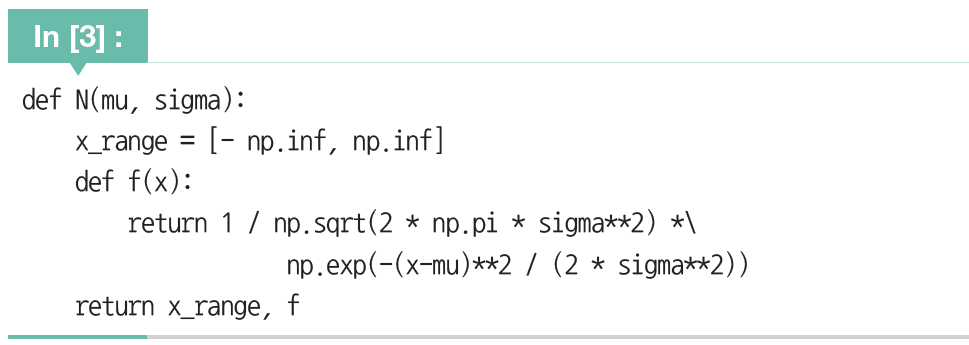 In [3] :
def N(mu, sigma):
    x_range = [- np.inf, np.inf]
    def f(x):
        return 1 / np.sqrt(2 * np.pi * sigma**2) *\
                    np.exp(-(x-mu)**2 / (2 * sigma**2))
    return x_range, f